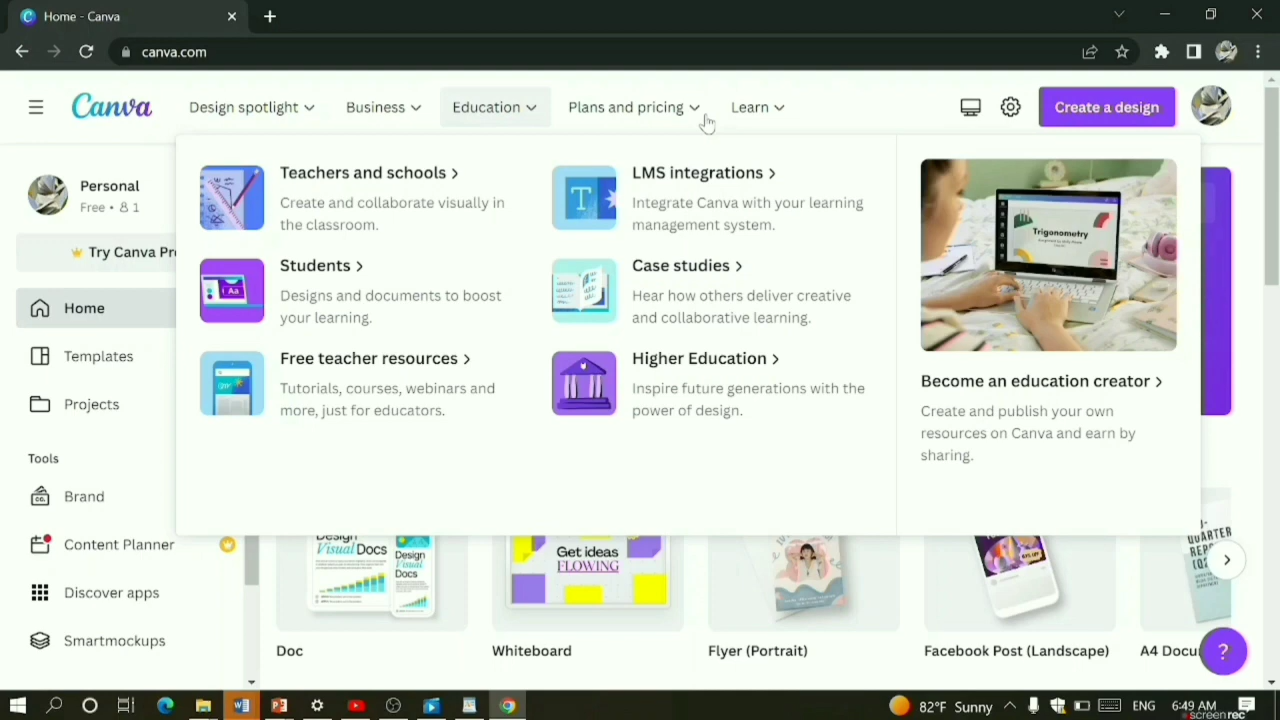 Home - Canva
canva.com
Canva
Design spotlight
Business
Education
Plans and pricing
Learn
Create a design
Personal
Free • 1
Try Canva Pr
Home
Templates
Projects
Tools
Brand
Content Planner
Discover apps
Smartmockups
Teachers and schools
Create and collaborate visually in
the classroom.
Students
Designs and documents to boost
your learning.
Free teacher resources
Tutorials, courses, webinars and
more, just for educators.
LMS integrations
Integrate Canva with your learning
management system.
Case studies
Hear how others deliver creative
and collaborative learning.
Higher Education
Inspire future generations with the
power of design.
Trigonometry
Become an education creator
Create and publish your own
resources on Canva and earn by
sharing.
T
Aa
CO.
Design
Visual Docs
Design
Visual
Docs
Get ideas
FLOWING
QUARTER
REPORT
(Q2
Doc
Whiteboard
Flyer (Portrait)
Facebook Post (Landscape)
A4 Docu
?
82°F Sunny
ENG
6:49 AM
screenrec